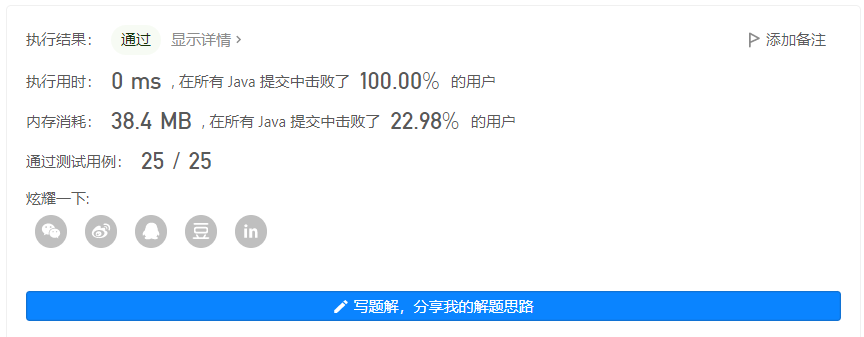 执行结果： 通过 显示详情 > 添加备注
执行用时： 0 ms , 在所有 Java 提交中击败了 100.00% 的用户
内存消耗： 38.4 MB , 在所有 Java 提交中击败了 22.98% 的用户
通过测试用例： 25 / 25
炫耀一下:
豆 in
写题解，分享我的解题思路